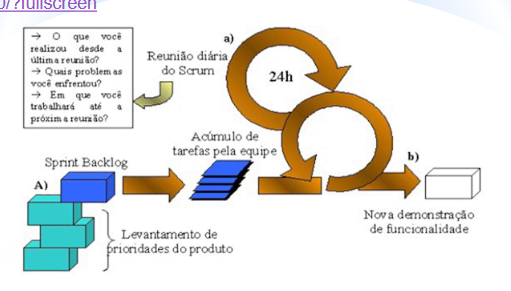 0/?fullscreen
→ O que você
realizou desde a
última reunião?
→ Quais problemas
você enfrentou?
→ Em que você
trabalhará até a
próxima reunião?
Reunião diária
do Scrum
a)
24h
Acúmulo de
tarefas pela equipe
Sprint Backlog
A)
b)
Nova demonstração
de funcionalidade
Levantamento de
prioridades do produto